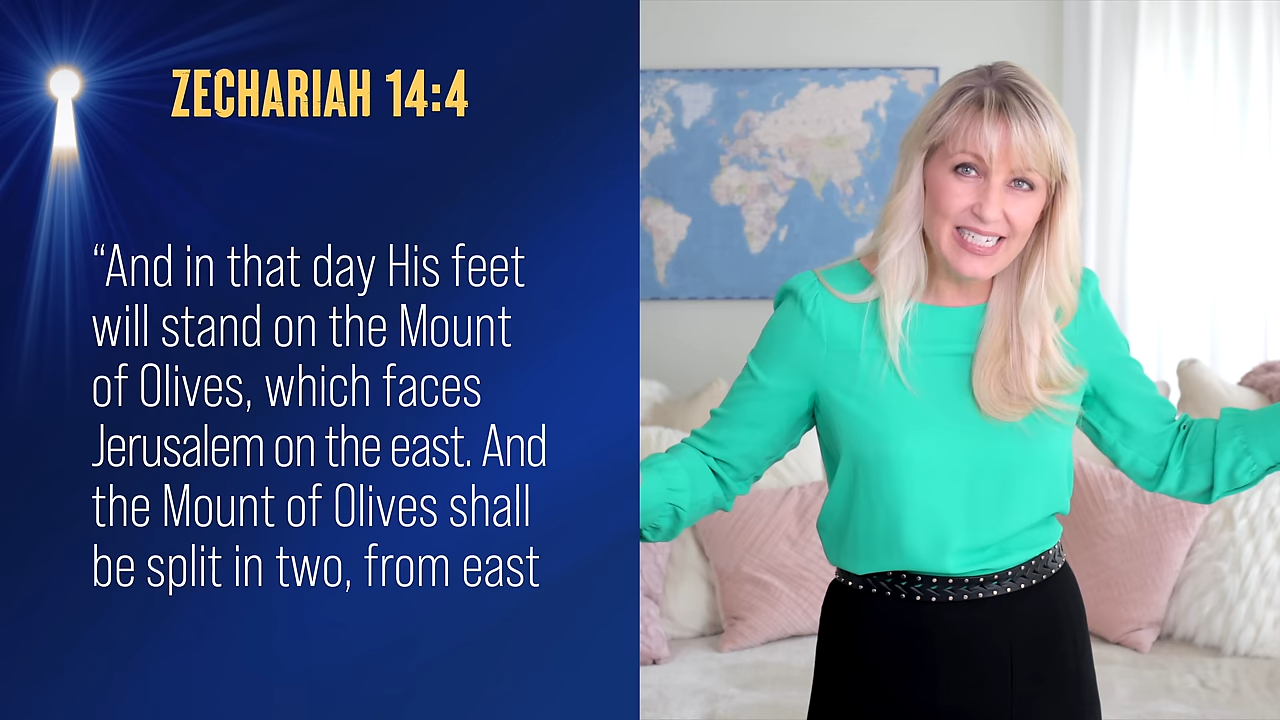 ZECHARIAH 14:4
“And in that day His feet
will stand on the Mount
of Olives, which faces
Jerusalem on the east. And
the Mount of Olives shall
be split in two, from east